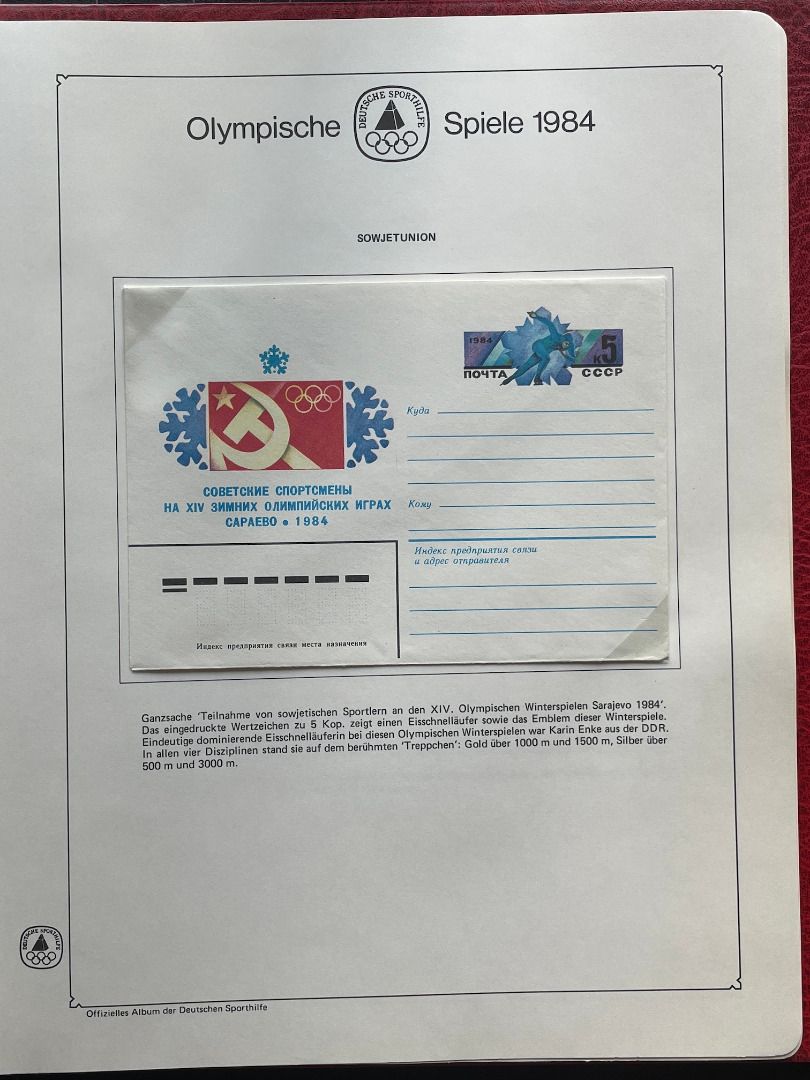 Olympische DEUTSCHE SPORTHILFE Spiele 1984
SOWJETUNION
1984
К 5
ПОЧТА СССР
Куда
СОВЕТСКИЕ СПОРТСМЕНЫ
НА XIV ЗИМНИХ ОЛИМПИЙСКИХ ИГРАХ
САРАЕВО • 1984
Кому
Индекс предприятия связи
и адрес отправителя
Индекс предприятия связи места назначения
Ganzsache 'Teilnahme von sowjetischen Sportlern an den XIV. Olympischen Winterspielen Sarajevo 1984'.
Das eingedruckte Wertzeichen zu 5 Kop. zeigt einen Eisschnelläufer sowie das Emblem dieser Winterspiele.
Eindeutige dominierende Eisschnelläuferin bei diesen Olympischen Winterspielen war Karin Enke aus der DDR.
In allen vier Disziplinen stand sie auf dem berühmten 'Treppchen': Gold über 1000 m und 1500 m, Silber über
500 m und 3000 m.
DEUTSCHE SPORTHILFE
Offizielles Album der Deutschen Sporthilfe